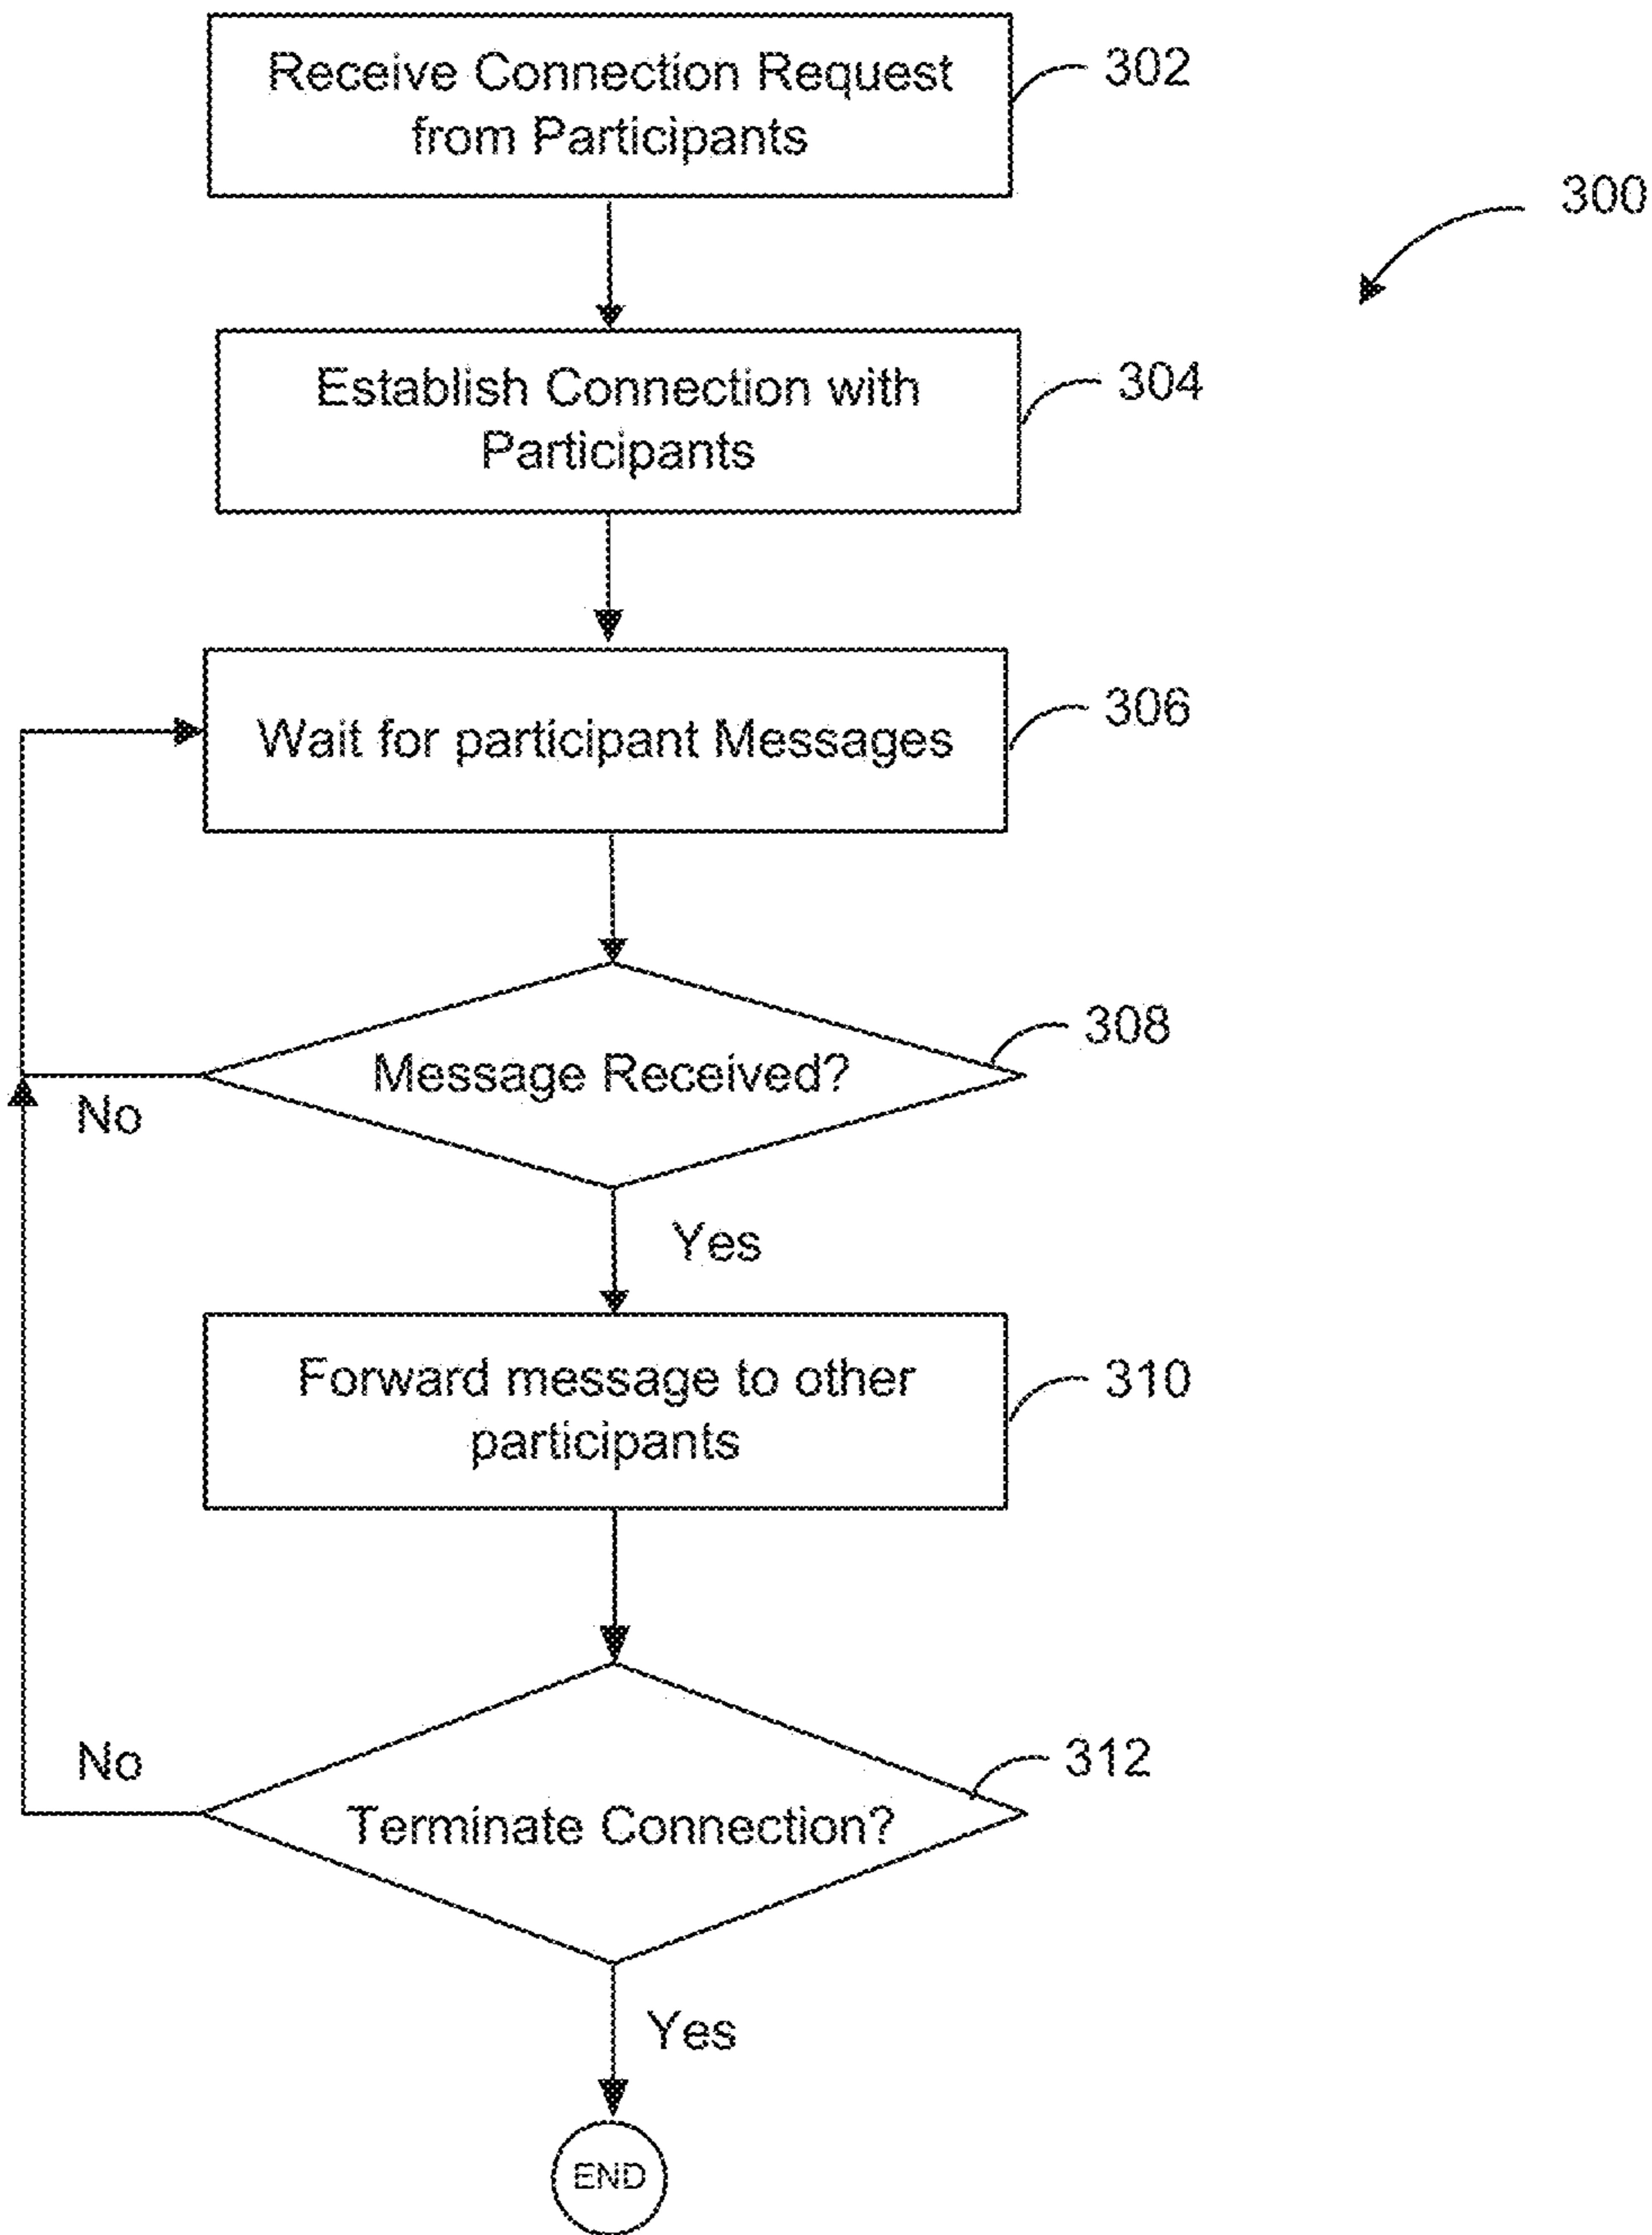 Receive Connection Request
from Participants
302
300
Establish Connection with
Participants
304
Wait for participant Messages
306
Message Received?
308
No
Yes
Forward message to other
participants
310
No
Terminate Connection?
312
Yes
END